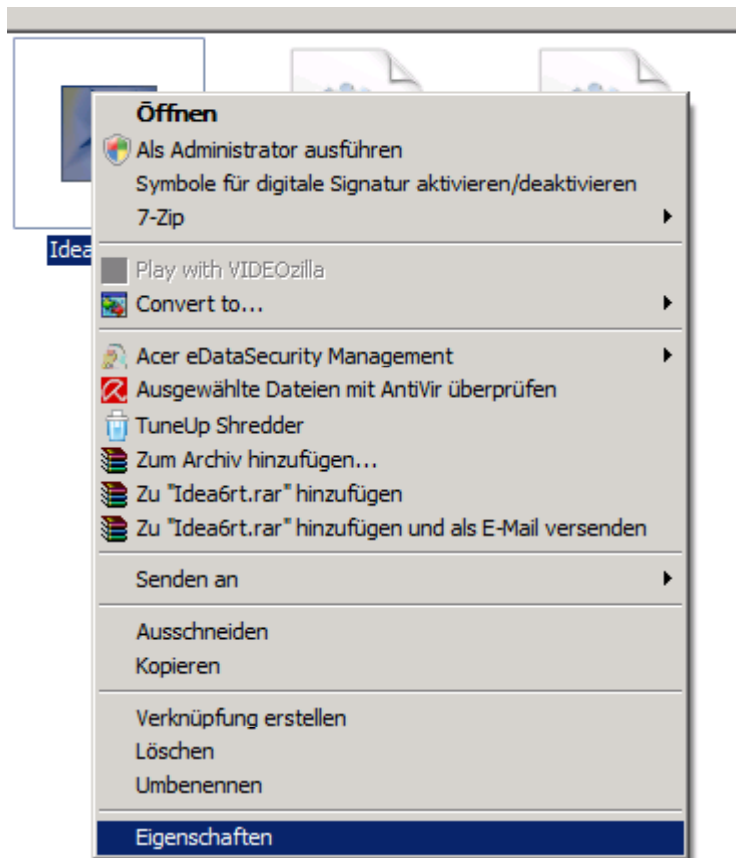 Öffnen
Als Administrator ausführen
Symbole für digitale Signatur aktivieren/deaktivieren
7-Zip
Idea
Play with VIDEOzilla
Convert to...
Acer eDataSecurity Management
Ausgewählte Dateien mit AntiVir überprüfen
TuneUp Shredder
Zum Archiv hinzufügen...
Zu "Idea6rt.rar" hinzufügen
Zu "Idea6rt.rar" hinzufügen und als E-Mail versenden
Senden an
Ausschneiden
Kopieren
Verknüpfung erstellen
Löschen
Umbenennen
Eigenschaften